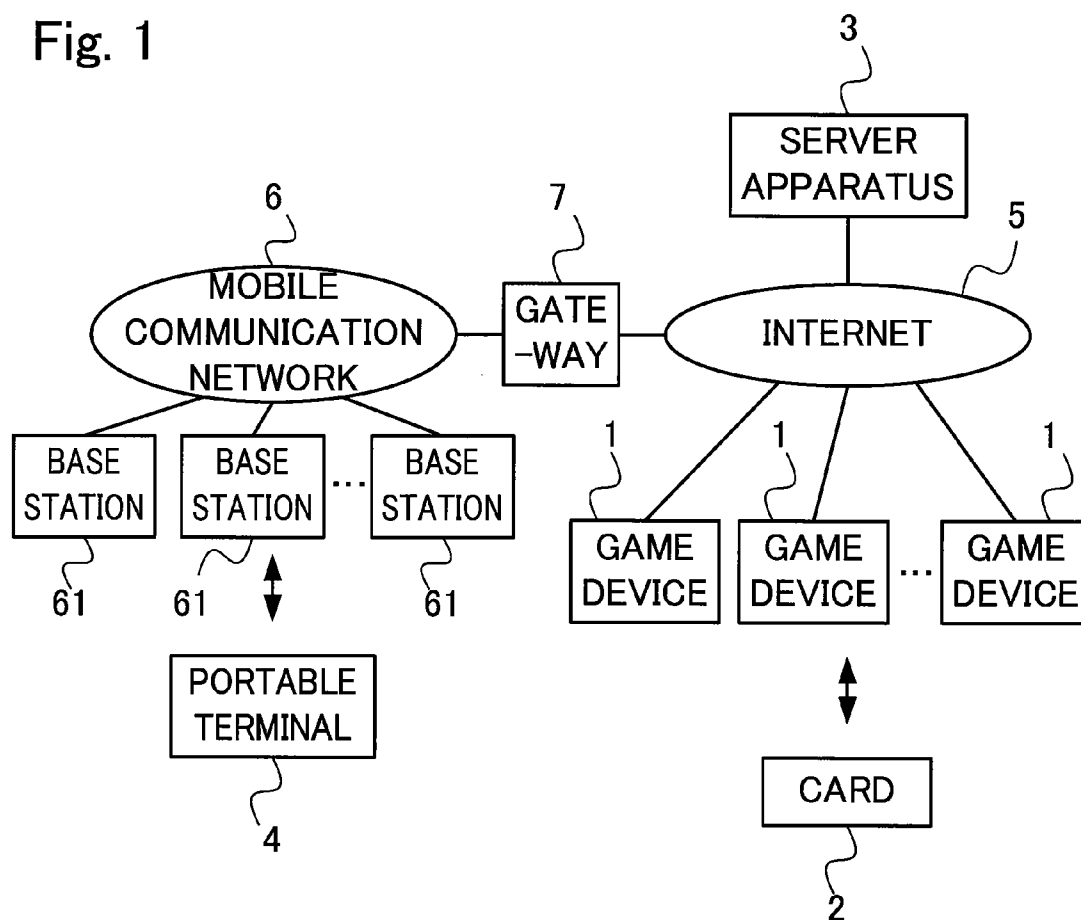 Fig. 1
3
SERVER
APPARATUS
6
7
5
MOBILE
COMMUNICATION
NETWORK
GATE
-WAY
INTERNET
BASE
STATION
BASE
STATION
...
BASE
STATION
61
61
61
1
1
1
GAME
DEVICE
GAME
DEVICE
...
GAME
DEVICE
PORTABLE
TERMINAL
4
CARD
2